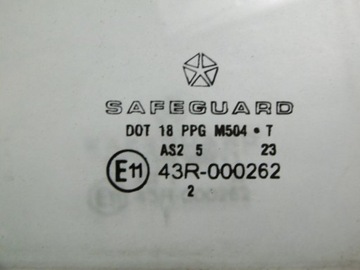 SAFEGUARD
DOT 18 PPG M504 • T
AS2 5 23
E11 43R-000262
2